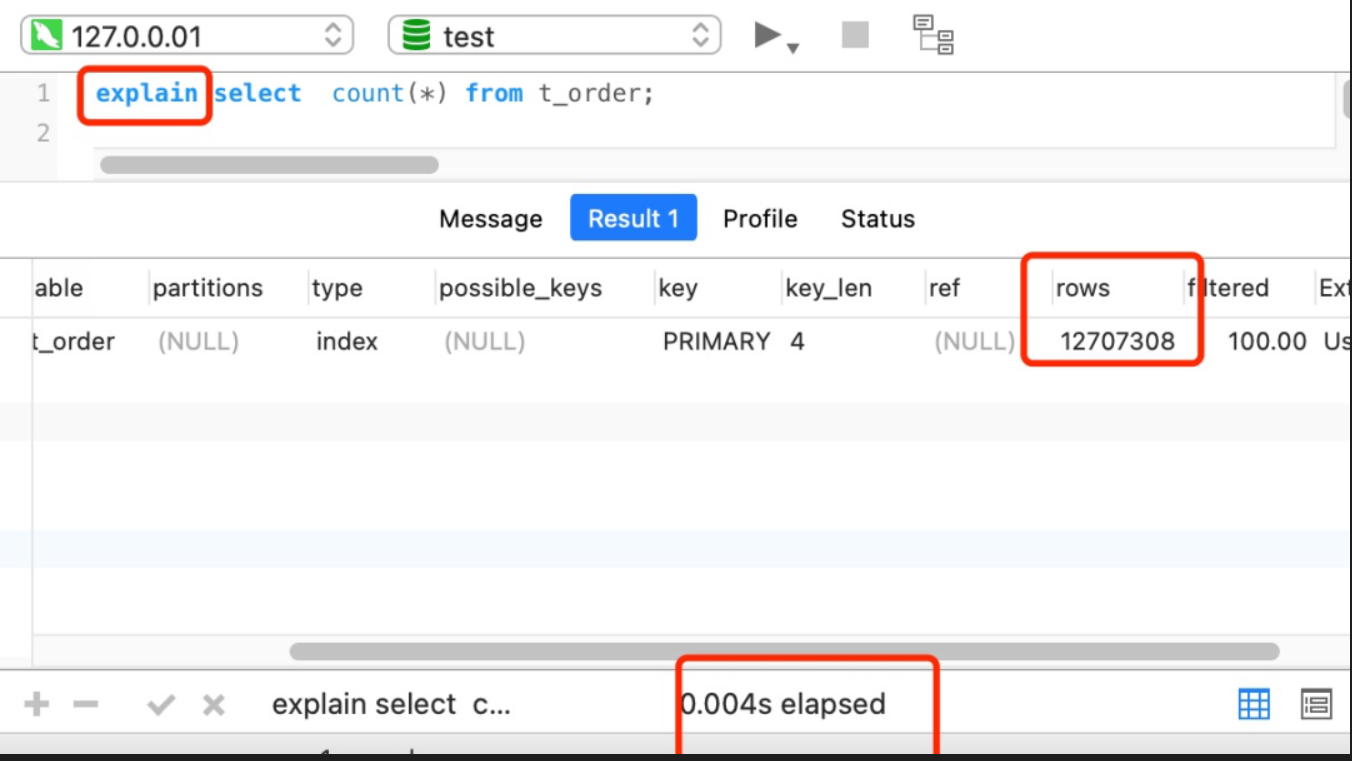 127.0.0.01 test
1 explain select count(*) from t_order;
2
Message Result 1 Profile Status
able partitions type possible_keys key key_len ref rows filtered Ext
t_order (NULL) index (NULL) PRIMARY 4 (NULL) 12707308 100.00 Us
explain select c... 0.004s elapsed